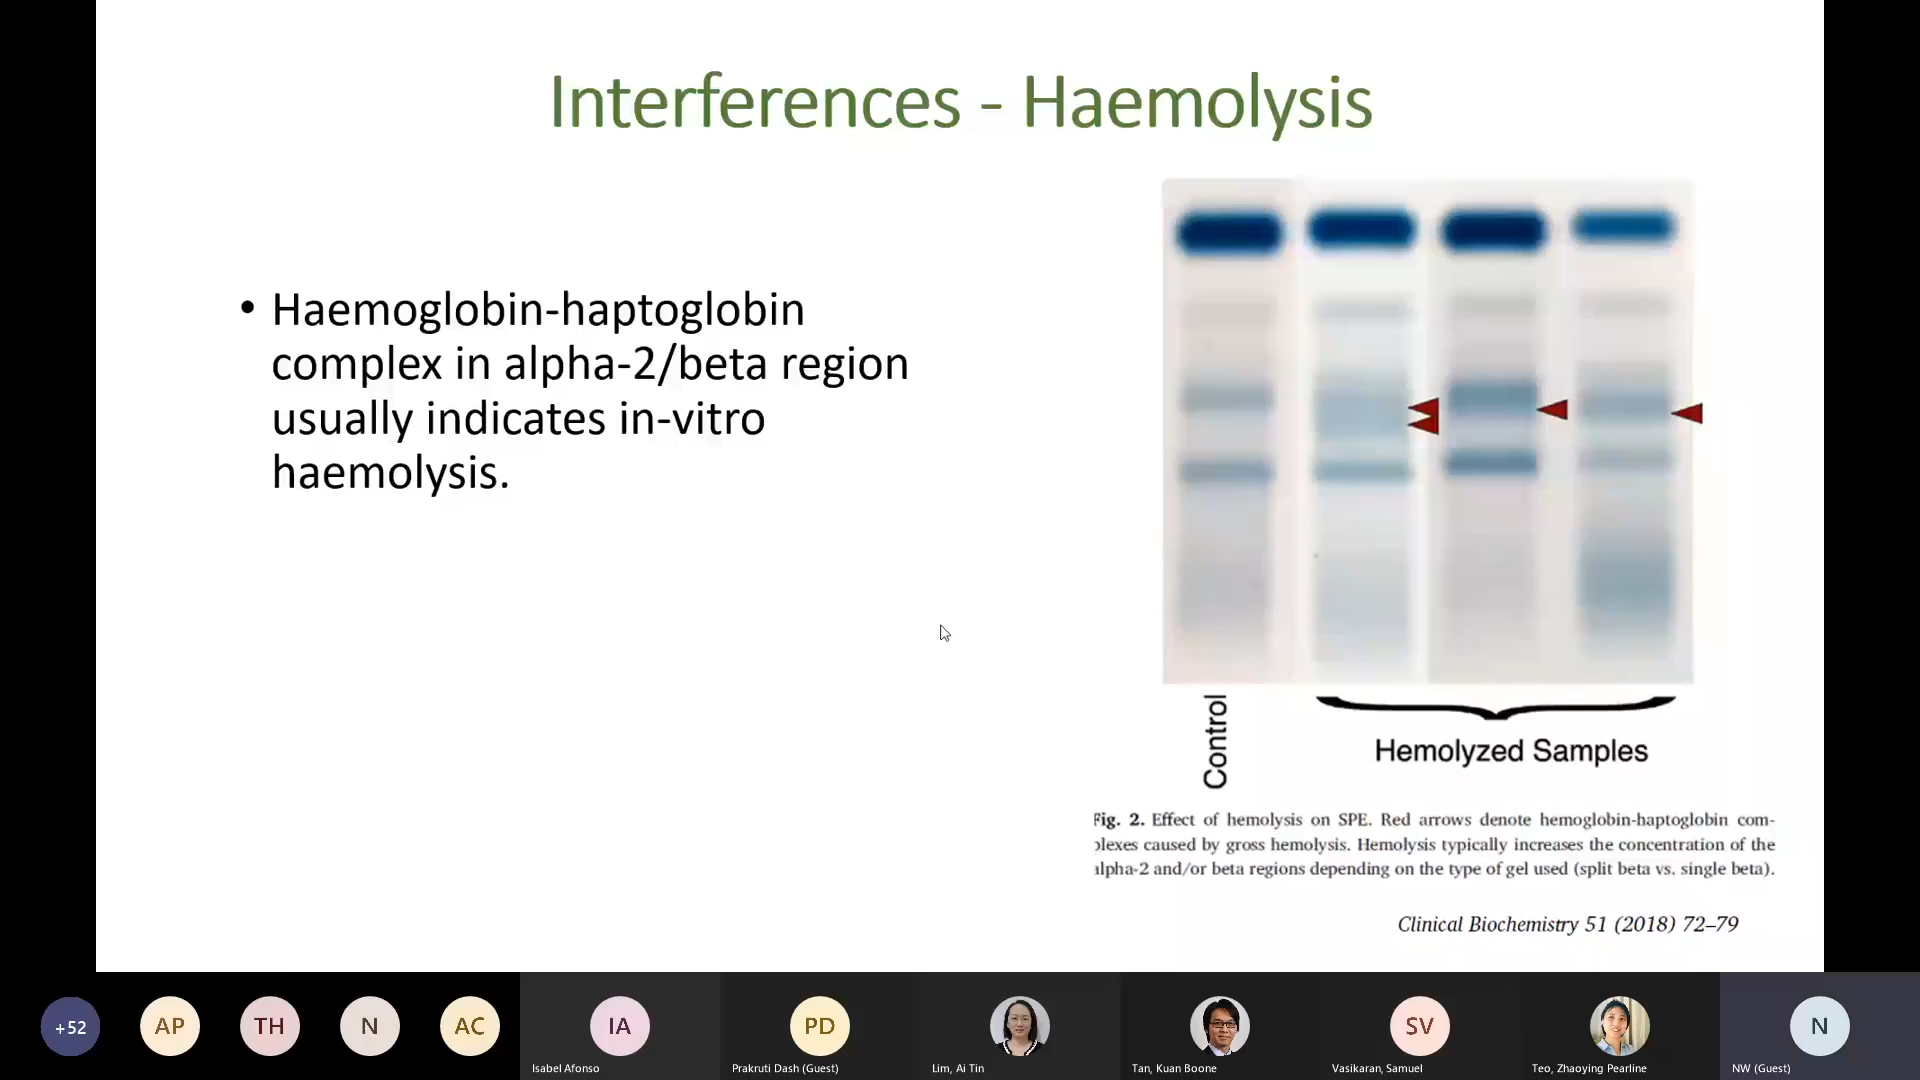 Interferences - Haemolysis
• Haemoglobin-haptoglobin
complex in alpha-2/beta region
usually indicates in-vitro
haemolysis.
Control
Hemolyzed Samples
Fig. 2. Effect of hemolysis on SPE. Red arrows denote hemoglobin-haptoglobin com-
plexes caused by gross hemolysis. Hemolysis typically increases the concentration of the
alpha-2 and/or beta regions depending on the type of gel used (split beta vs. single beta).
Clinical Biochemistry 51 (2018) 72–79
+52
AP
TH
N
AC
IA
PD
SV
N
Isabel Afonso
Prakruti Dash (Guest)
Lim, Ai Tin
Tan, Kuan Boone
Vasikaran, Samuel
Teo, Zhaoying Pearline
NW (Guest)